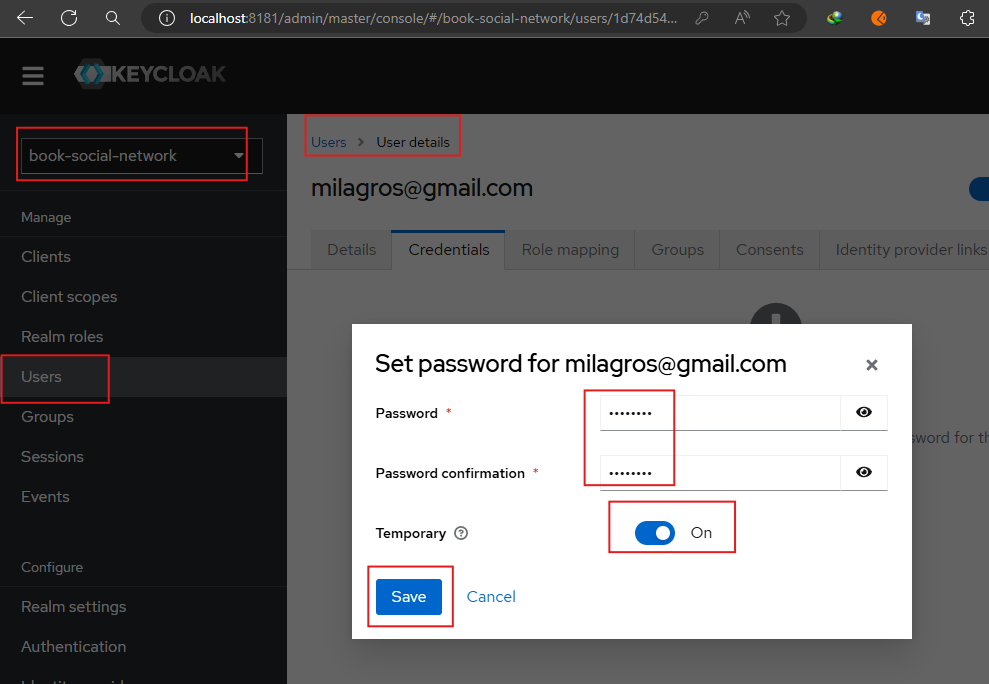 localhost:8181/admin/master/console/#/book-social-network/users/1d74d54...
KEYCLOAK
book-social-network
Users > User details
milagros@gmail.com
Manage
Clients
Client scopes
Realm roles
Users
Groups
Sessions
Events
Configure
Realm settings
Authentication
Details Credentials Role mapping Groups Consents Identity provider links
Set password for milagros@gmail.com
Password *
••••••••
Password confirmation *
••••••••
Temporary
On
Save Cancel
for